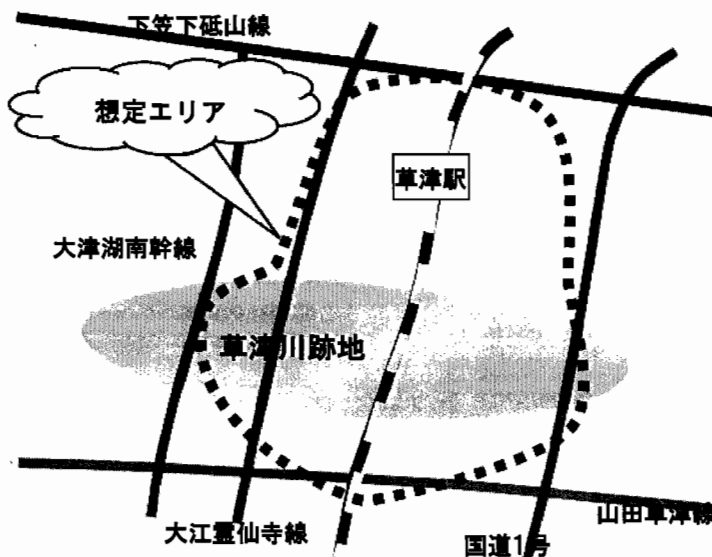 下笠下砥山線
想定エリア
草津駅
大津湖南幹線
草津川跡地
大江霊仙寺線
国道1号
山田草津線